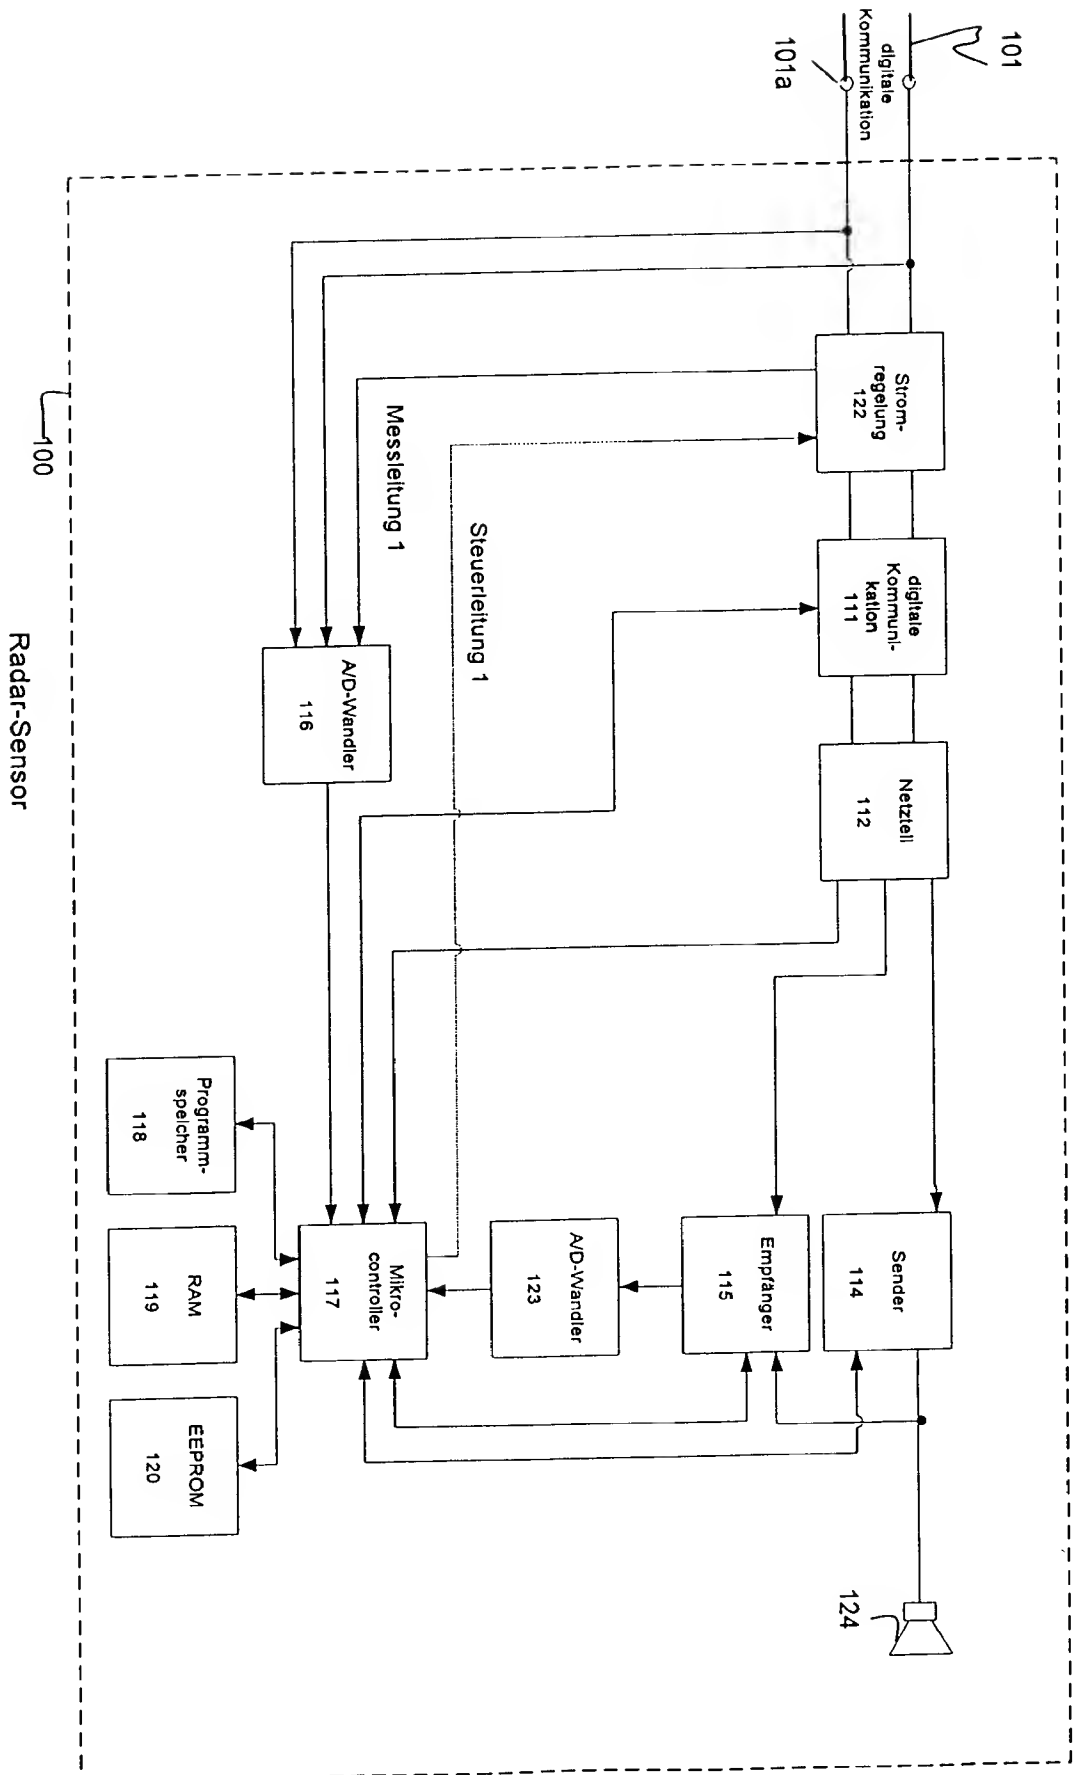 101
digitale
Kommunikation
101a
Strom-
regelung
122
digitale
Kommuni-
kation
111
Netzteil
112
Messleitung 1
Steuerleitung 1
A/D-Wandler
116
Sender
114
Empfänger
115
A/D-Wandler
123
Mikro-
controller
117
Programm-
speicher
118
RAM
119
EEPROM
120
124
100
Radar-Sensor